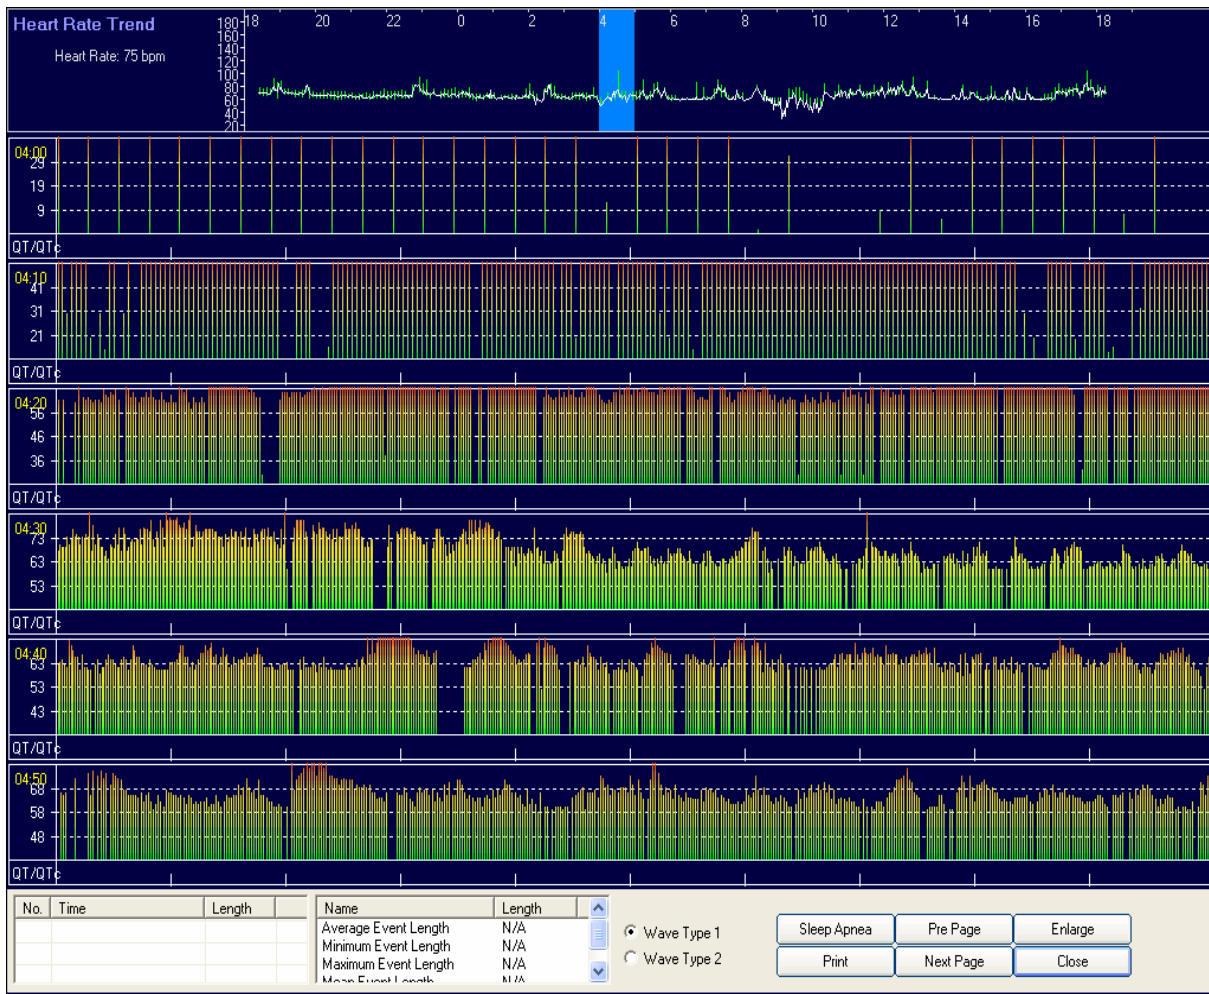 Heart Rate Trend
Heart Rate: 75 bpm
18 20 22 0 2 4 6 8 10 12 14 16 18
180
160
140
120
100
80
60
40
20
04:00
29
19
9
QT/QTc
04:10
41
31
21
QT/QTc
04:20
56
46
36
QT/QTc
04:30
73
63
53
QT/QTc
04:40
63
53
43
QT/QTc
04:50
68
58
48
QT/QTc
No. Time Length
Name Length
Average Event Length N/A
Minimum Event Length N/A
Maximum Event Length N/A
Mean Event Length N/A
Wave Type 1
Wave Type 2
Sleep Apnea Pre Page Enlarge
Print Next Page Close